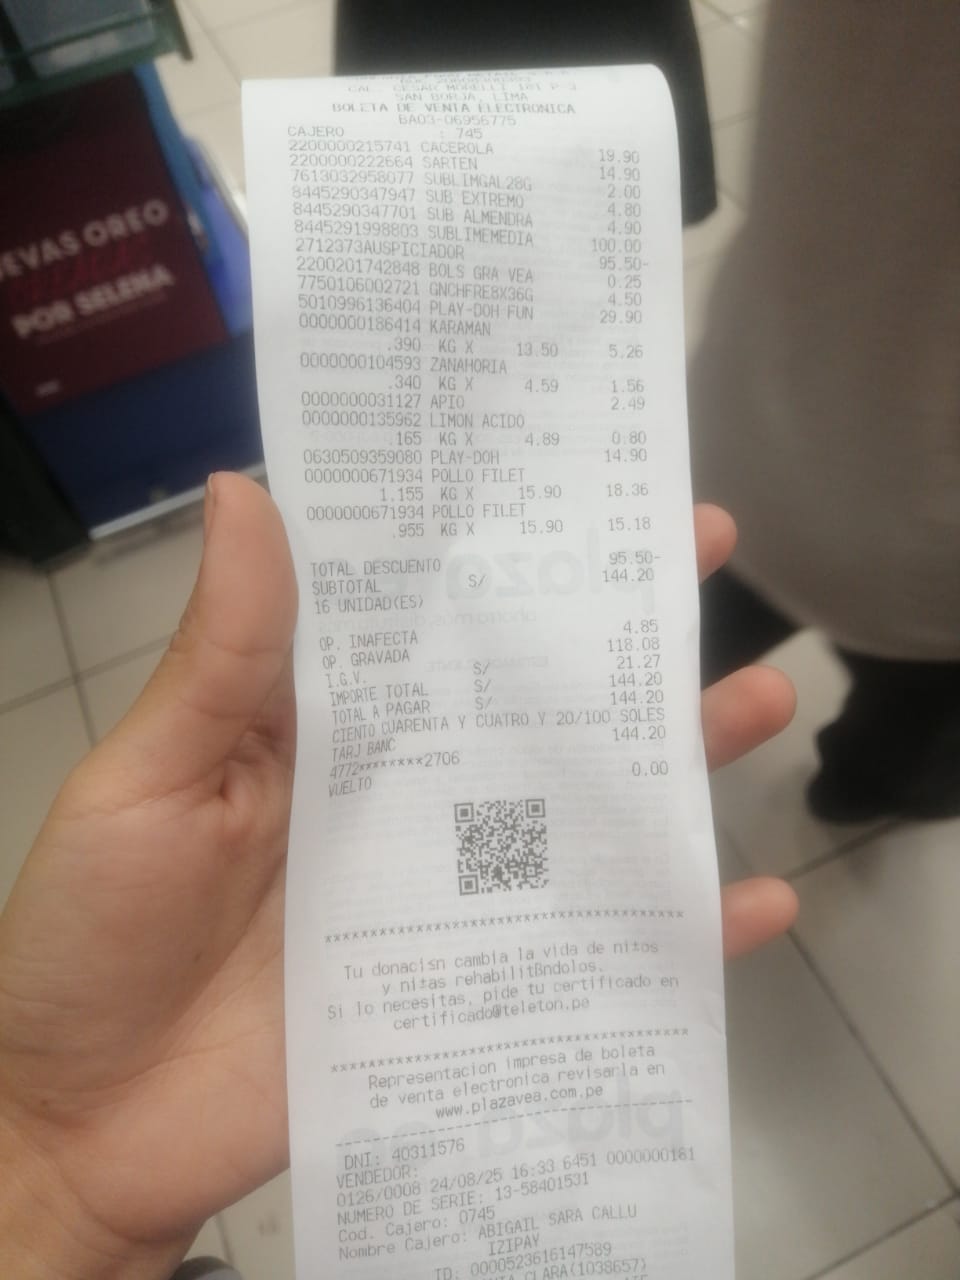 NUEVAS OREO
POR SELENA
CAL. CESAR MORELLI 181 P-3
SAN BORJA, LIMA
BOLETA DE VENTA ELECTRONICA
BA03-06956775
CAJERO : 745
2200000215741 CACEROLA 19.90
2200000222664 SARTEN 14.90
7613032958077 SUBLIMGAL28G 2.00
8445290347947 SUB EXTREMO 4.80
8445290347701 SUB ALMENDRA 4.90
8445291998803 SUBLIMEMEDIA 100.00
2712373AUSPICIADOR 95.50-
2200201742848 BOLS GRA VEA 0.25
7750106002721 GNCHFRE8X36G 4.50
5010996136404 PLAY-DOH FUN 29.90
0000000186414 KARAMAN
.390 KG X 13.50 5.26
0000000104593 ZANAHORIA
.340 KG X 4.59 1.56
0000000031127 APIO 2.49
0000000135962 LIMON ACIDO
.165 KG X 4.89 0.80
0630509359080 PLAY-DOH 14.90
0000000671934 POLLO FILET
1.155 KG X 15.90 18.36
0000000671934 POLLO FILET
.955 KG X 15.90 15.18
TOTAL DESCUENTO 95.50-
SUBTOTAL S/ 144.20
16 UNIDAD(ES)
OP. INAFECTA 4.85
OP. GRAVADA 118.08
I.G.V. S/ 21.27
IMPORTE TOTAL S/ 144.20
TOTAL A PAGAR S/ 144.20
CIENTO CUARENTA Y CUATRO Y 20/100 SOLES
TARJ BANC 144.20
4772********2706
VUELTO 0.00
****************************************
Tu donacisn cambia la vida de ni±os
y ni±as rehabilitßndolos.
Si lo necesitas, pide tu certificado en
certificado@teleton.pe
****************************************
Representacion impresa de boleta
de venta electronica revisarla en
www.plazavea.com.pe
----------------------------------------
DNI: 40311576
VENDEDOR:
0126/0008 24/08/25 16:33 6451 0000000181
NUMERO DE SERIE: 13-58401531
Cod. Cajero: 0745
Nombre Cajero: ABIGAIL SARA CALLU
IZIPAY
ID: 0000523616147589
CLARA(1038657)